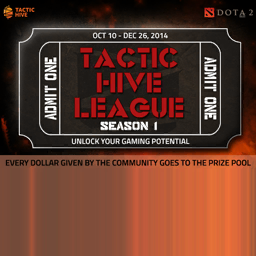 TACTIC
HIVE
DOTA 2
OCT 10 - DEC 26, 2014
ADMIT ONE
TACTIC
HIVE
LEAGUE
SEASON 1
ADMIT ONE
UNLOCK YOUR GAMING POTENTIAL
EVERY DOLLAR GIVEN BY THE COMMUNITY GOES TO THE PRIZE POOL